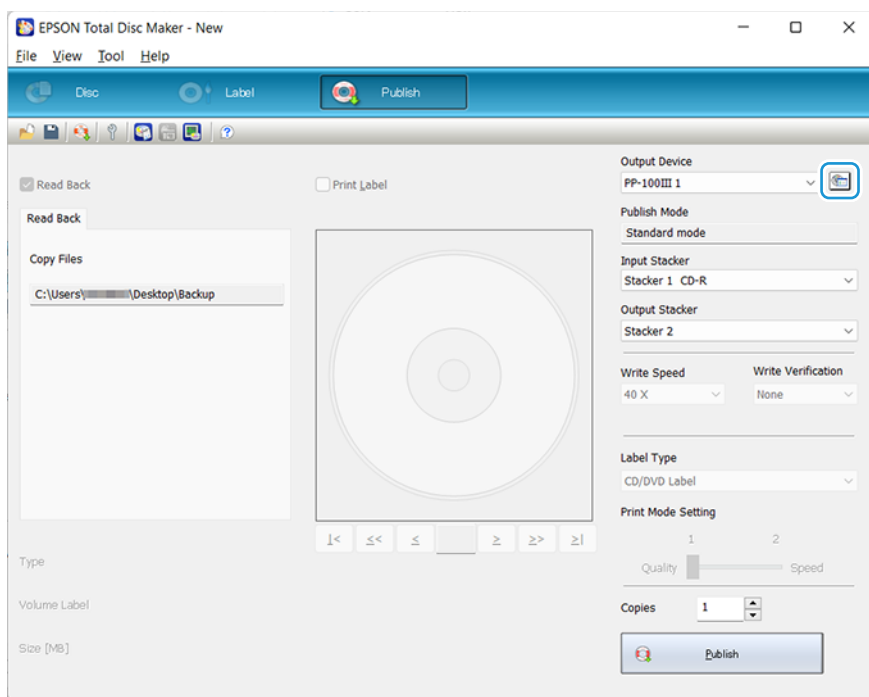 EPSON Total Disc Maker - New
File View Tool Help
Disc
Label
Publish
Read Back
Print Label
Read Back
Copy Files
C:\Users\ \Desktop\Backup
Type
Volume Label
Size [MB]
|< << < > >> >|
Output Device
PP-100III 1
Publish Mode
Standard mode
Input Stacker
Stacker 1 CD-R
Output Stacker
Stacker 2
Write Speed Write Verification
40 X None
Label Type
CD/DVD Label
Print Mode Setting
1 2
Quality Speed
Copies 1
Publish